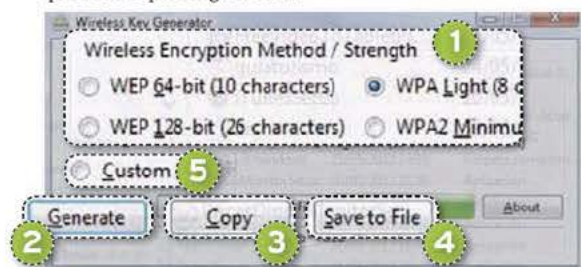 Wireless Key Generator
Wireless Encryption Method / Strength
1
WEP 64-bit (10 characters)
WPA Light (8 c
WEP 128-bit (26 characters)
WPA2 Minimu
Custom
5
Generate
Copy
Save to File
About
2
3
4